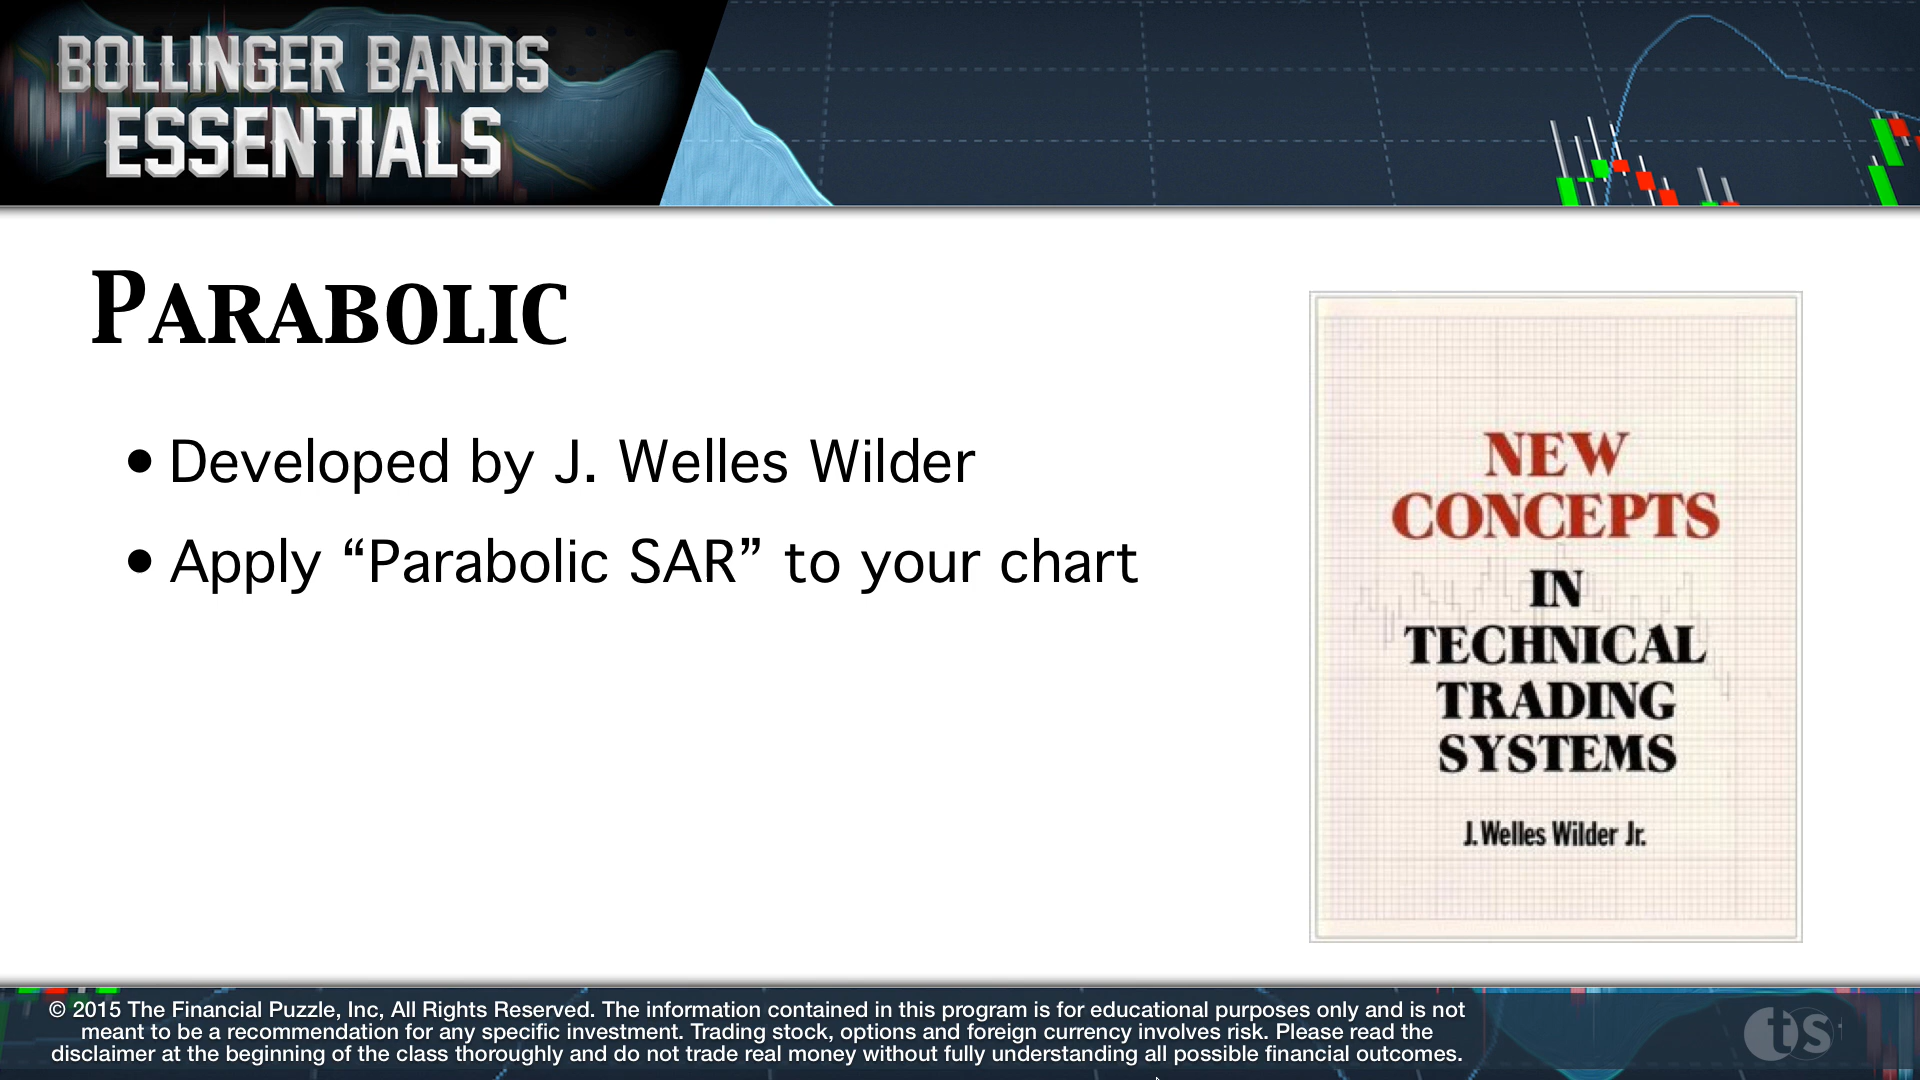 BOLLINGER BANDS
ESSENTIALS
PARABOLIC
• Developed by J. Welles Wilder
• Apply “Parabolic SAR” to your chart
NEW
CONCEPTS
IN
TECHNICAL
TRADING
SYSTEMS
J. Welles Wilder Jr.
© 2015 The Financial Puzzle, Inc, All Rights Reserved. The information contained in this program is for educational purposes only and is not
meant to be a recommendation for any specific investment. Trading stock, options and foreign currency involves risk. Please read the
disclaimer at the beginning of the class thoroughly and do not trade real money without fully understanding all possible financial outcomes.
ts